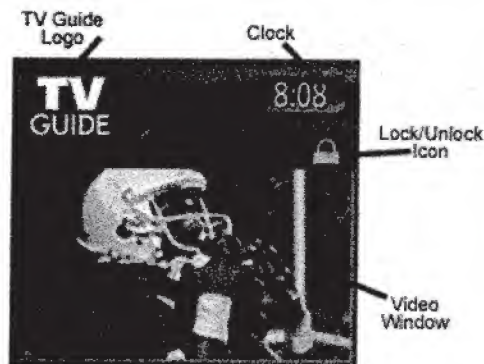 TV Guide
Logo
Clock
TV
GUIDE
8:08
Lock/Unlock
Icon
Video
Window